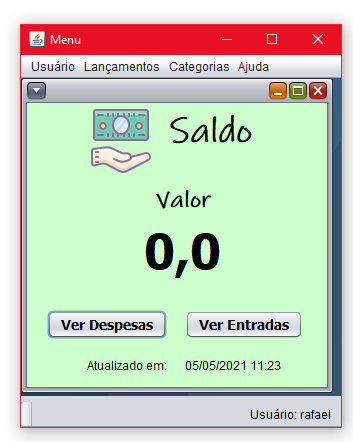 Menu
Usuário Lançamentos Categorias Ajuda
Saldo
Valor
0,0
Ver Despesas Ver Entradas
Atualizado em: 05/05/2021 11:23
Usuário: rafael